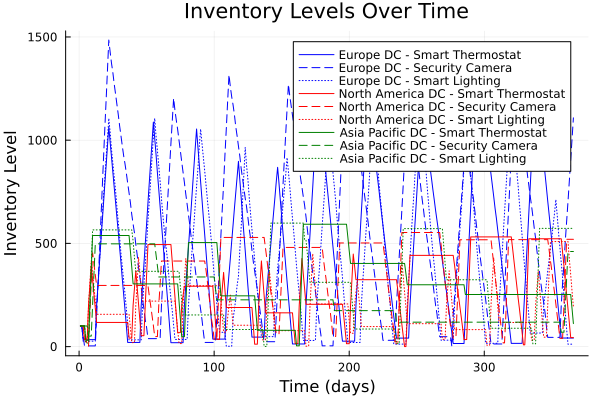 Inventory Levels Over Time
1500
1000
500
0
Inventory Level
Europe DC - Smart Thermostat
Europe DC - Security Camera
Europe DC - Smart Lighting
North America DC - Smart Thermostat
North America DC - Security Camera
North America DC - Smart Lighting
Asia Pacific DC - Smart Thermostat
Asia Pacific DC - Security Camera
Asia Pacific DC - Smart Lighting
0
100
200
300
Time (days)